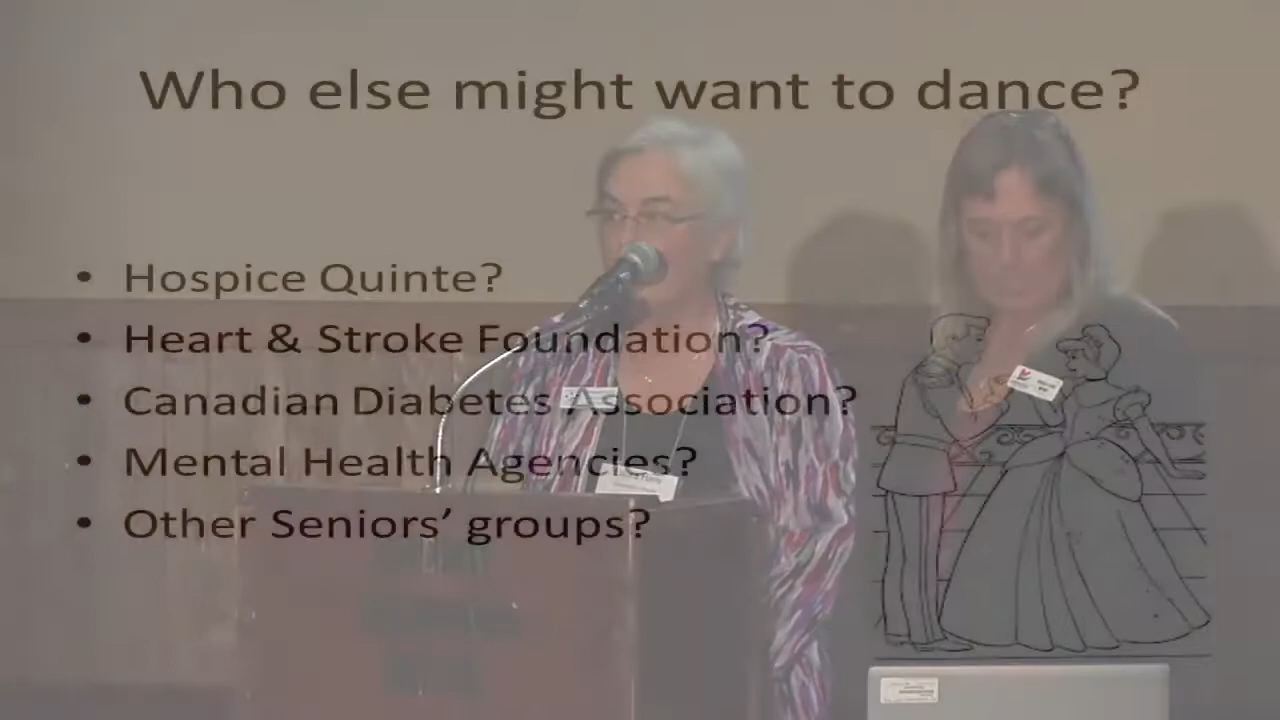 Who else might want to dance?
• Hospice Quinte?
• Heart & Stroke Foundation?
• Canadian Diabetes Association?
• Mental Health Agencies?
• Other Seniors’ groups?